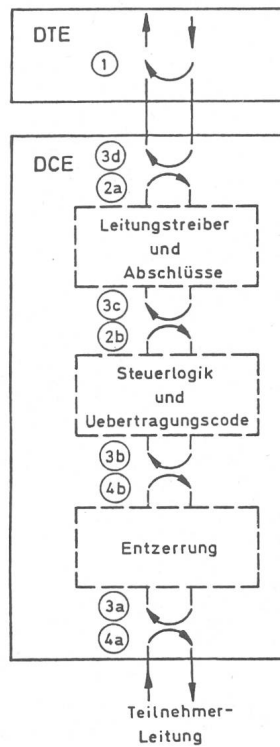 DTE
1
DCE
3d
2a
Leitungstreiber
und
Abschlüsse
3c
2b
Steuerlogik
und
Uebertragungscode
3b
4b
Entzerrung
3a
4a
Teilnehmer-
Leitung